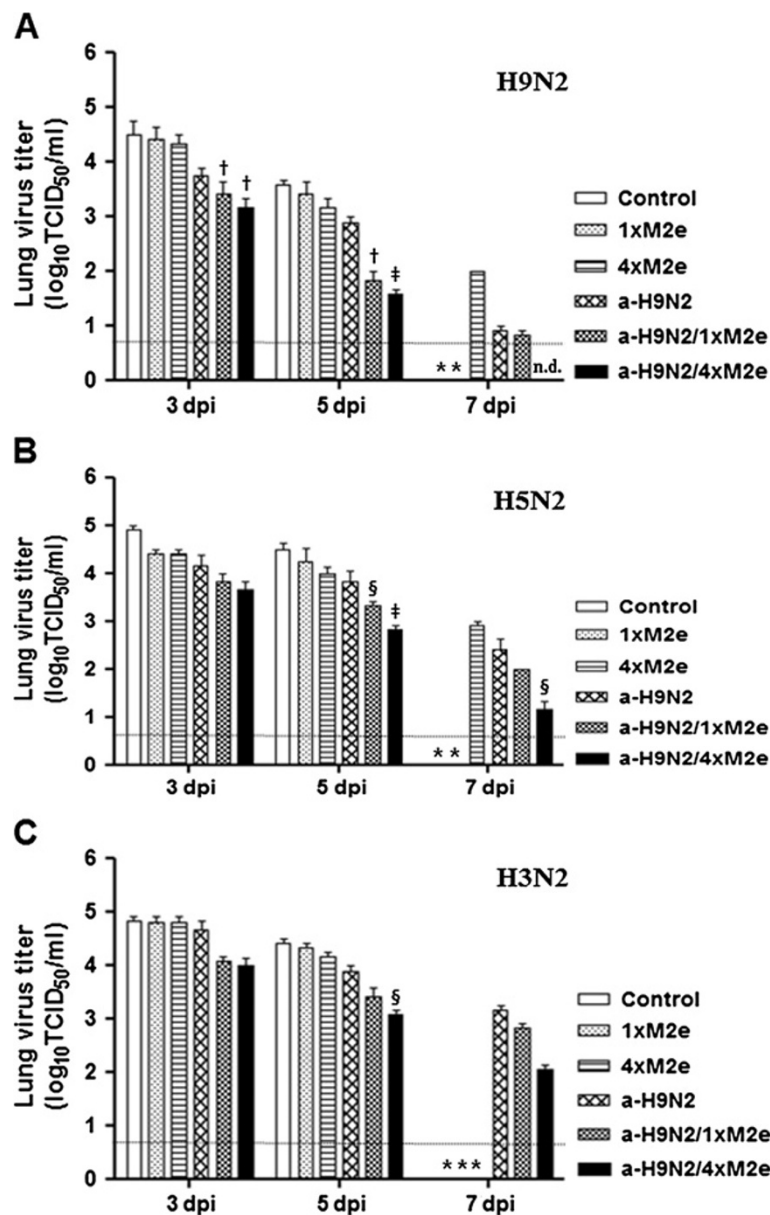 A
H9N2
Lung virus titer
(log10TCID50/ml)
6
5
4
3
2
1
0
† †
† ‡
** n.d.
3 dpi 5 dpi 7 dpi
Control
1xM2e
4xM2e
a-H9N2
a-H9N2/1xM2e
a-H9N2/4xM2e
B
H5N2
Lung virus titer
(log10TCID50/ml)
6
5
4
3
2
1
0
§ ‡
** §
3 dpi 5 dpi 7 dpi
Control
1xM2e
4xM2e
a-H9N2
a-H9N2/1xM2e
a-H9N2/4xM2e
C
H3N2
Lung virus titer
(log10TCID50/ml)
6
5
4
3
2
1
0
§
***
3 dpi 5 dpi 7 dpi
Control
1xM2e
4xM2e
a-H9N2
a-H9N2/1xM2e
a-H9N2/4xM2e